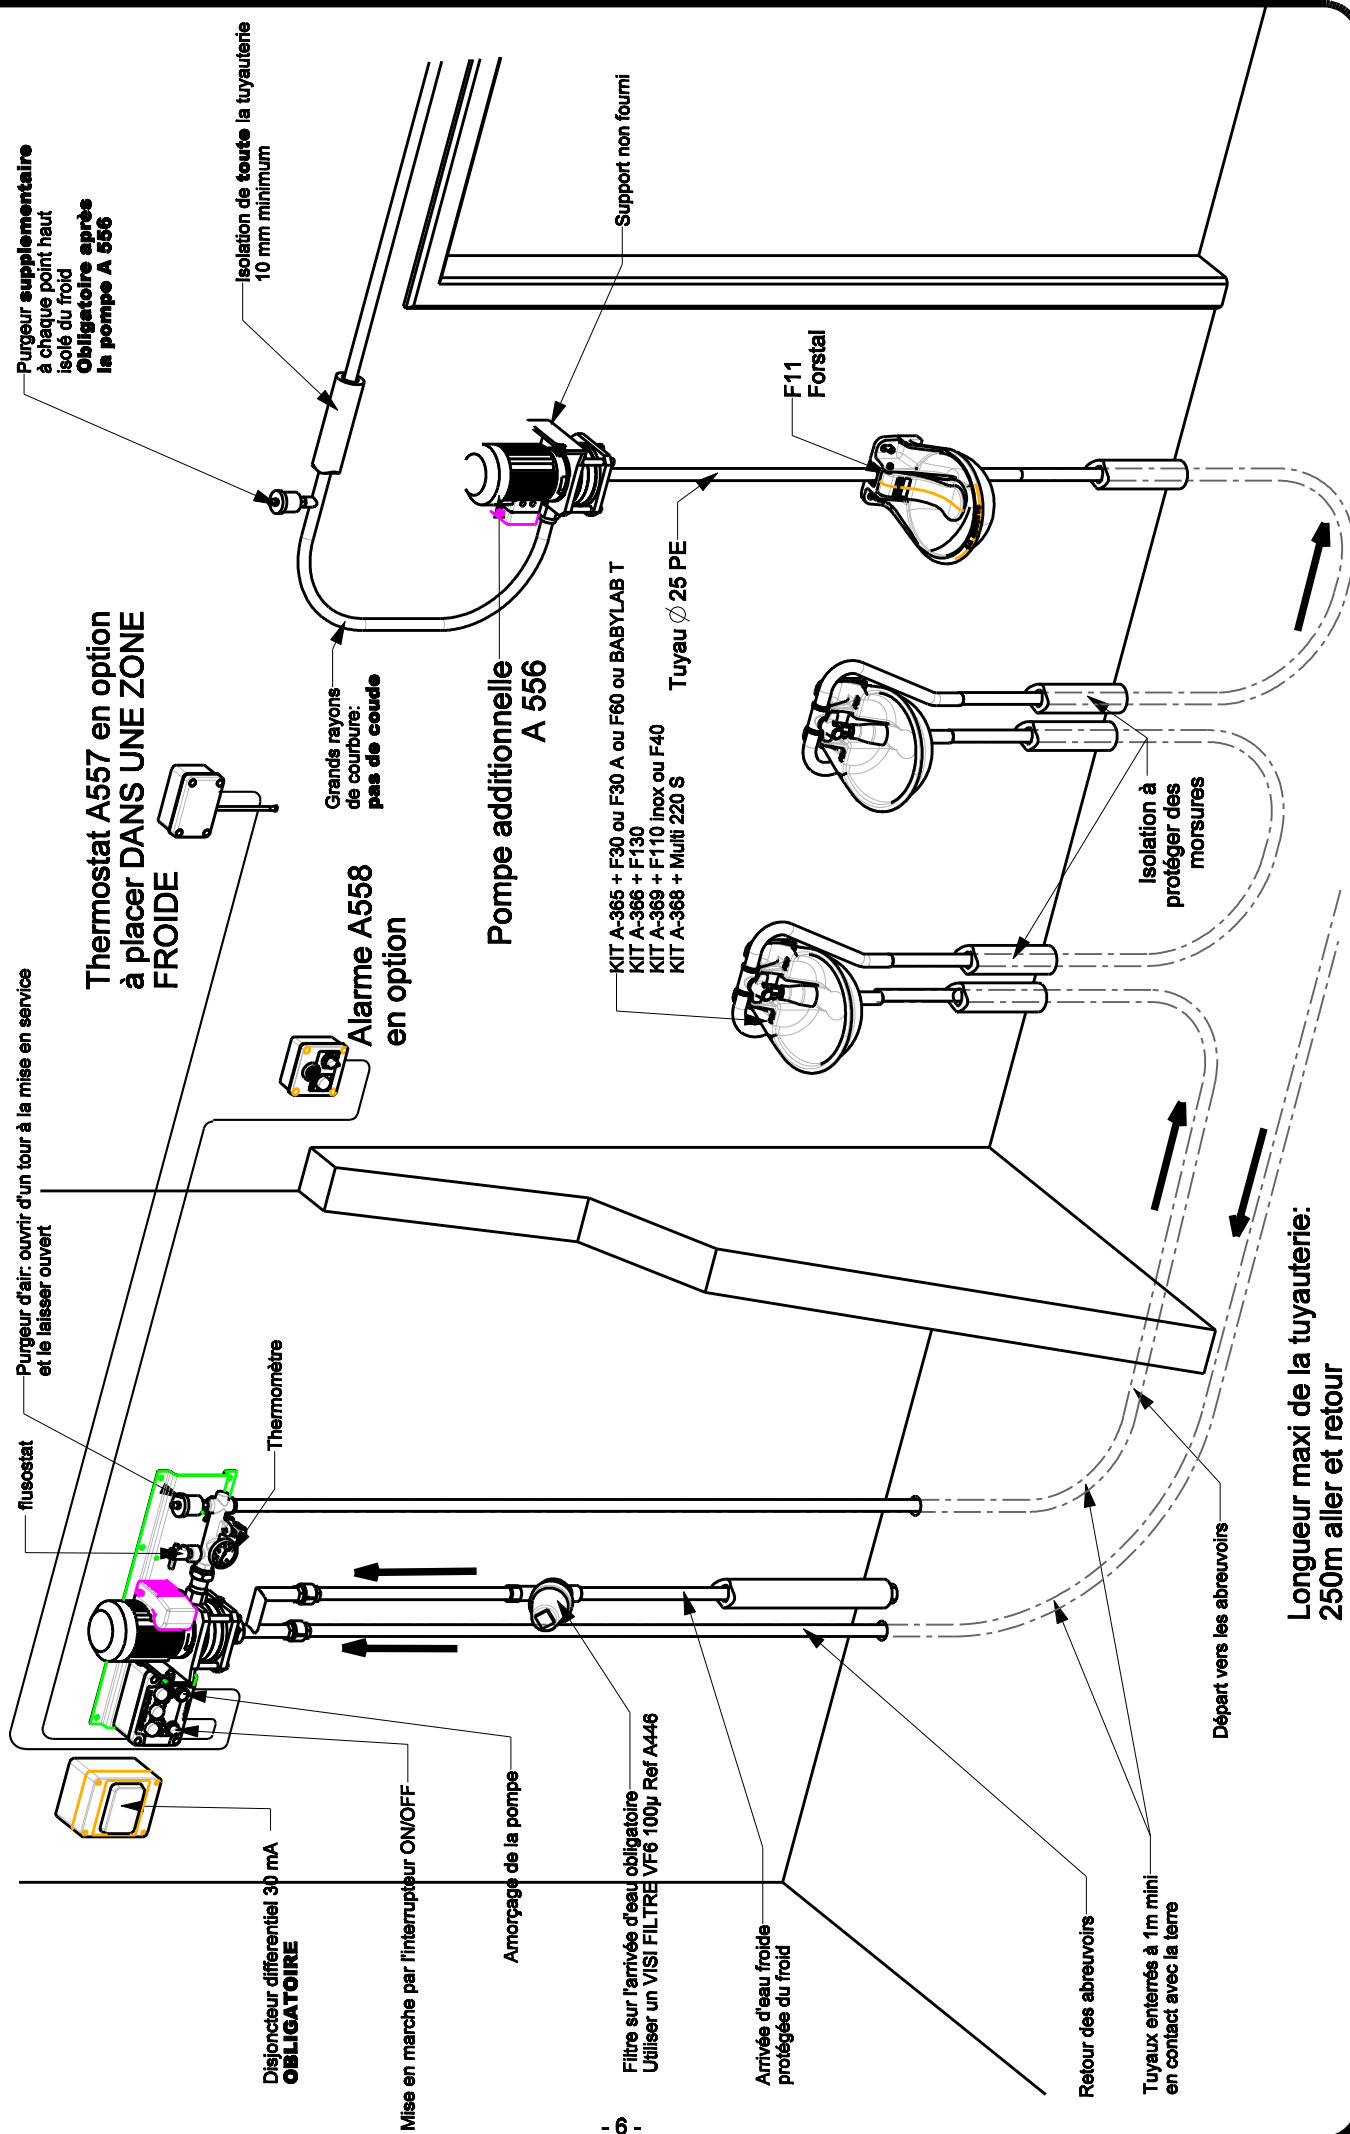 Purgeur supplementaire
à chaque point haut
isolé du froid
Obligatoire après
la pompe A 556
Isolation de toute la tuyauterie
10 mm minimum
Support non fourni
Thermostat A557 en option
à placer DANS UNE ZONE
FROIDE
Grands rayons
de courbure:
pas de coude
Pompe additionnelle
A 556
F11
Forstal
Alarme A558
en option
KIT A-365 + F30 ou F30 A ou F60 ou BABYLAB T
KIT A-366 + F130
KIT A-369 + F110 inox ou F40
KIT A-368 + Multi 220 S
Tuyau ∅ 25 PE
Isolation à
protéger des
morsures
Purgeur d'air: ouvrir d'un tour à la mise en service
et le laisser ouvert
flusostat
Thermomètre
Disjoncteur differentiel 30 mA
OBLIGATOIRE
Mise en marche par l'interrupteur ON/OFF
Amorçage de la pompe
Filtre sur l'arrivée d'eau obligatoire
Utiliser un VISI FILTRE VF6 100µ Ref A446
Arrivée d'eau froide
protégée du froid
Retour des abreuvoirs
Tuyaux enterrés à 1m mini
en contact avec la terre
Départ vers les abreuvoirs
Longueur maxi de la tuyauterie:
250m aller et retour
- 6 -